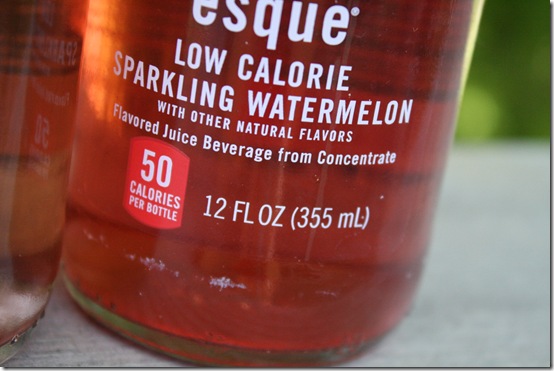 esque®
LOW CALORIE
SPARKLING WATERMELON
WITH OTHER NATURAL FLAVORS
Flavored Juice Beverage from Concentrate
50
CALORIES
PER BOTTLE
12 FL OZ (355 mL)